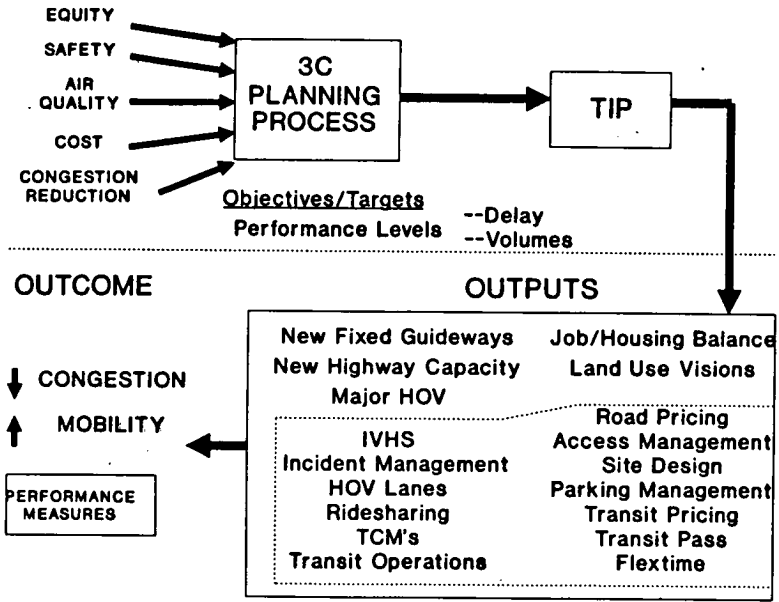 EQUITY
SAFETY
AIR
QUALITY
COST
CONGESTION
REDUCTION
3C
PLANNING
PROCESS
TIP
Objectives/Targets
Performance Levels
--Delay
--Volumes
OUTCOME
OUTPUTS
CONGESTION
MOBILITY
PERFORMANCE
MEASURES
New Fixed Guideways
New Highway Capacity
Major HOV
Job/Housing Balance
Land Use Visions
IVHS
Incident Management
HOV Lanes
Ridesharing
TCM's
Transit Operations
Road Pricing
Access Management
Site Design
Parking Management
Transit Pricing
Transit Pass
Flextime